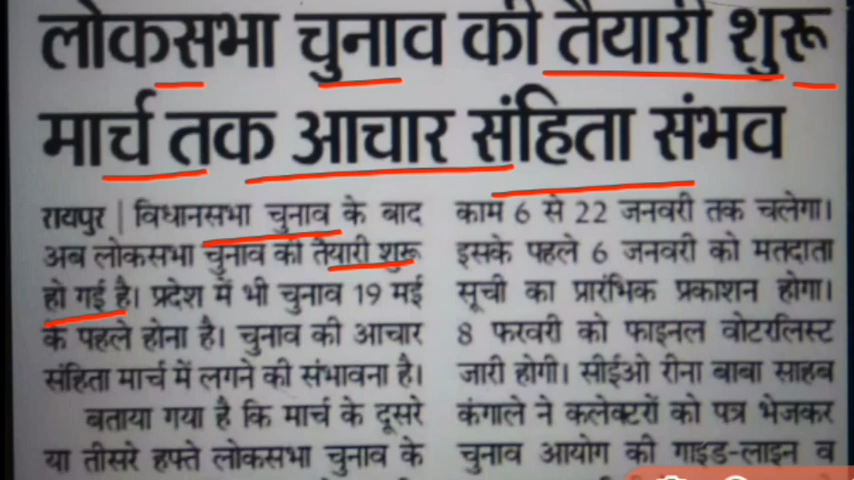 लोकसभा चुनाव की तैयारी शुरू
मार्च तक आचार संहिता संभव
रायपुर | विधानसभा चुनाव के बाद
अब लोकसभा चुनाव की तैयारी शुरू
हो गई है। प्रदेश में भी चुनाव 19 मई
के पहले होना है। चुनाव की आचार
संहिता मार्च में लगने की संभावना है।
बताया गया है कि मार्च के दूसरे
या तीसरे हफ्ते लोकसभा चुनाव के
काम 6 से 22 जनवरी तक चलेगा।
इसके पहले 6 जनवरी को मतदाता
सूची का प्रारंभिक प्रकाशन होगा।
8 फरवरी को फाइनल वोटरलिस्ट
जारी होगी। सीईओ रीना बाबा साहब
कंगाले ने कलेक्टरों को पत्र भेजकर
चुनाव आयोग की गाइड-लाइन व